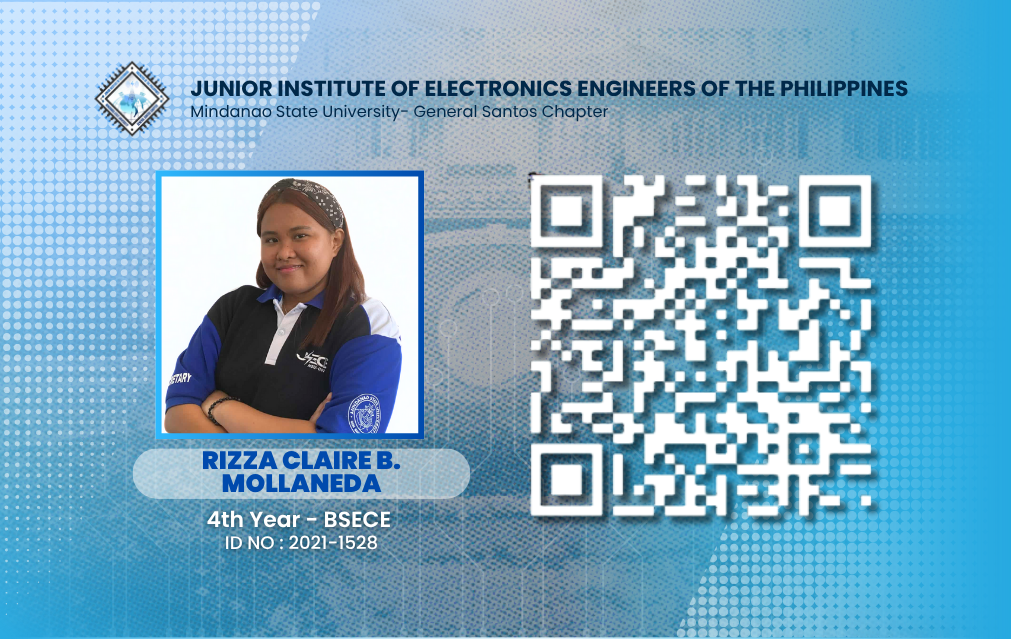 JUNIOR INSTITUTE OF ELECTRONICS ENGINEERS OF THE PHILIPPINES
Mindanao State University- General Santos Chapter
ETARY
RIZZA CLAIRE B.
MOLLANEDA
4th Year - BSECE
ID NO : 2021-1528